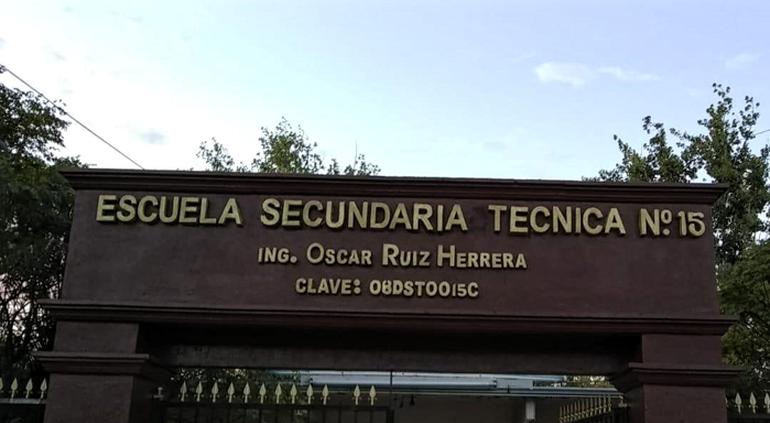 ESCUELA SECUNDARIA TECNICA Nº 15
ING. OSCAR RUIZ HERRERA
CLAVE: 08DST0015C